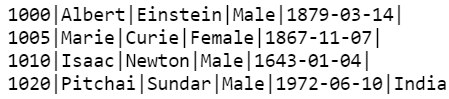 1000|Albert|Einstein|Male|1879-03-14|
1005|Marie|Curie|Female|1867-11-07|
1010|Isaac|Newton|Male|1643-01-04|
1020|Pitchai|Sundar|Male|1972-06-10|India